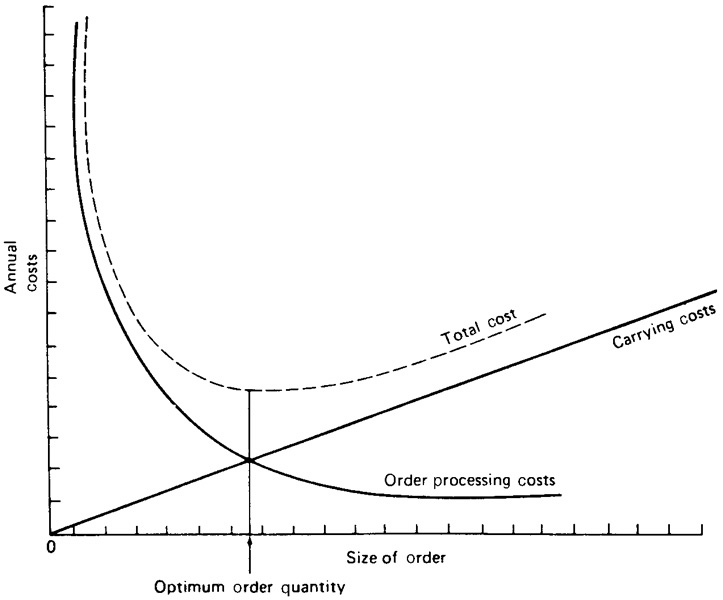 Annual
costs
Total cost
Carrying costs
Order processing costs
0
Size of order
Optimum order quantity